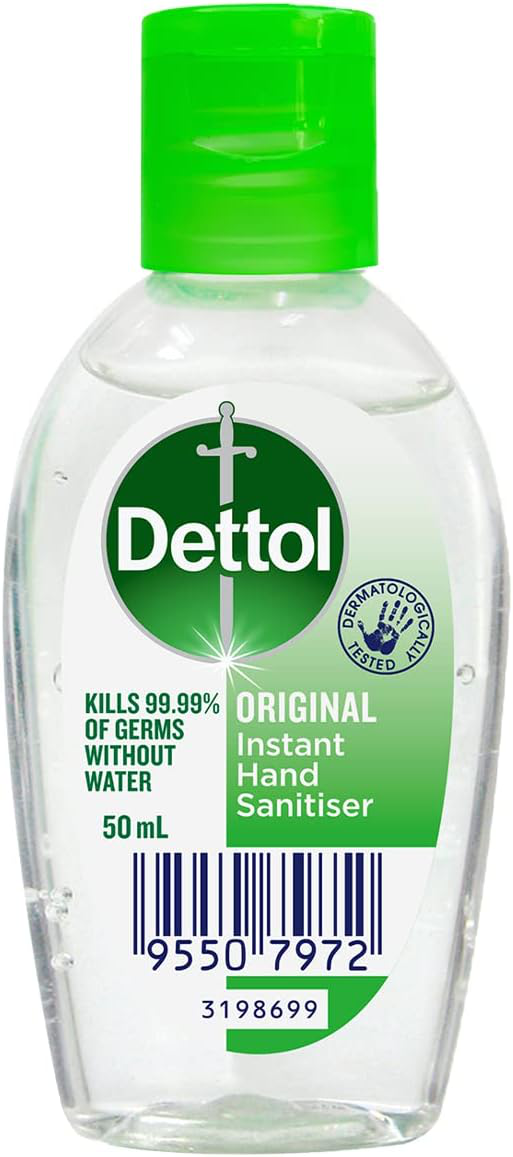 Dettol
DERMATOLOGICALLY
TESTED
KILLS 99.99%
OF GERMS
WITHOUT
WATER
50 mL
ORIGINAL
Instant
Hand
Sanitiser
9550 7972
3198699